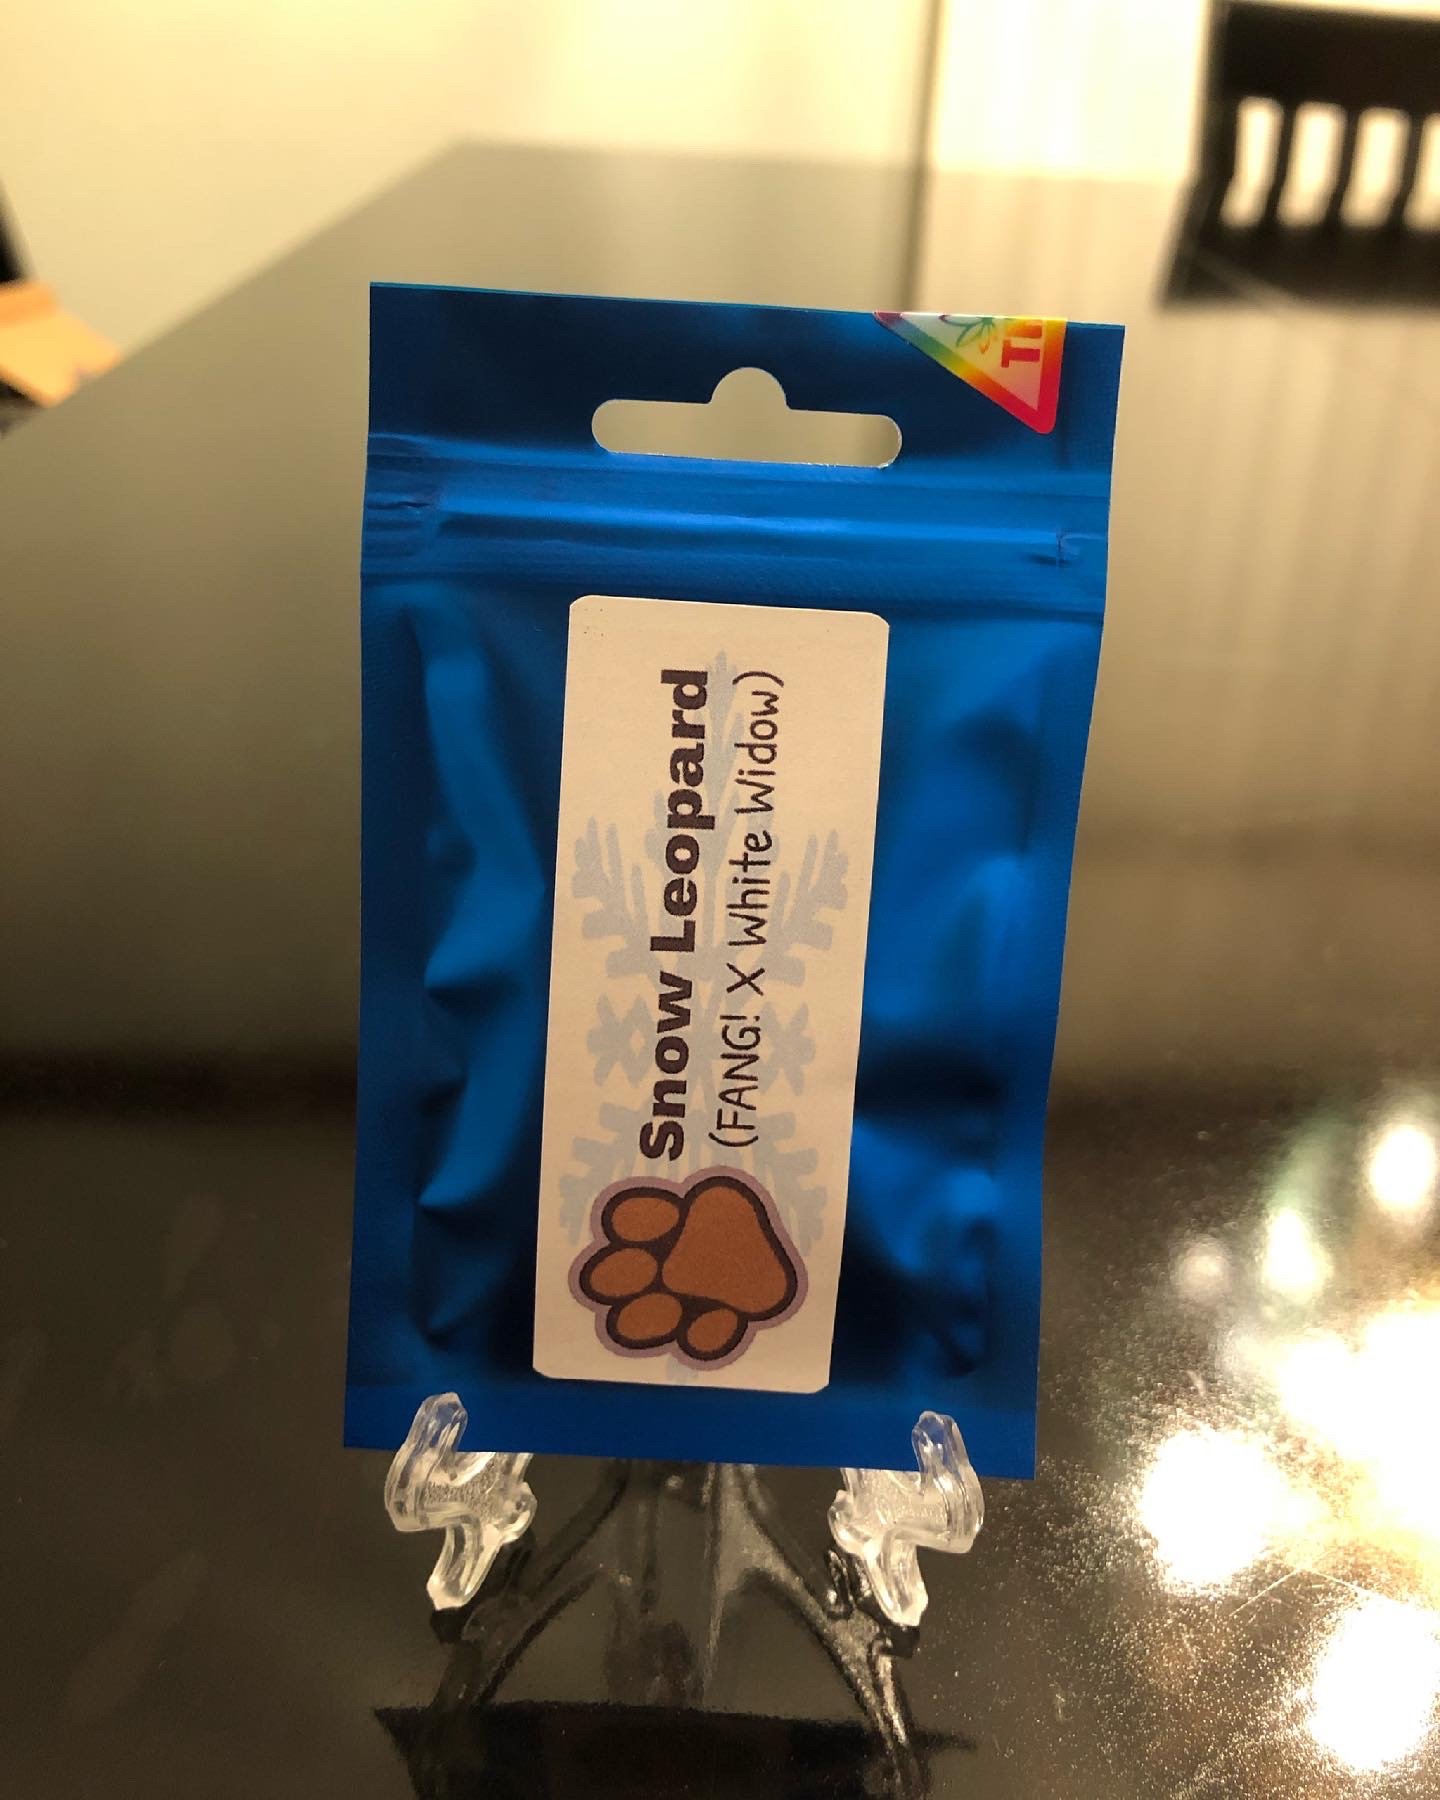 Snow Leopard
(FANG! X White Widow)